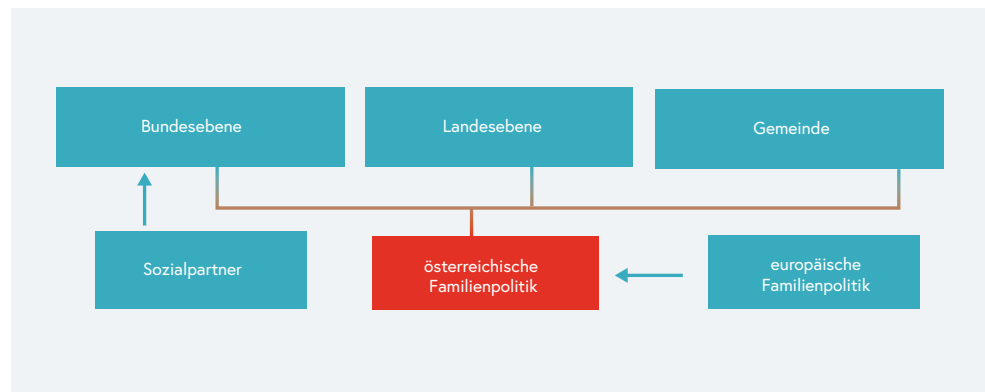 Bundesebene
Landesebene
Gemeinde
Sozialpartner
österreichische
Familienpolitik
europäische
Familienpolitik